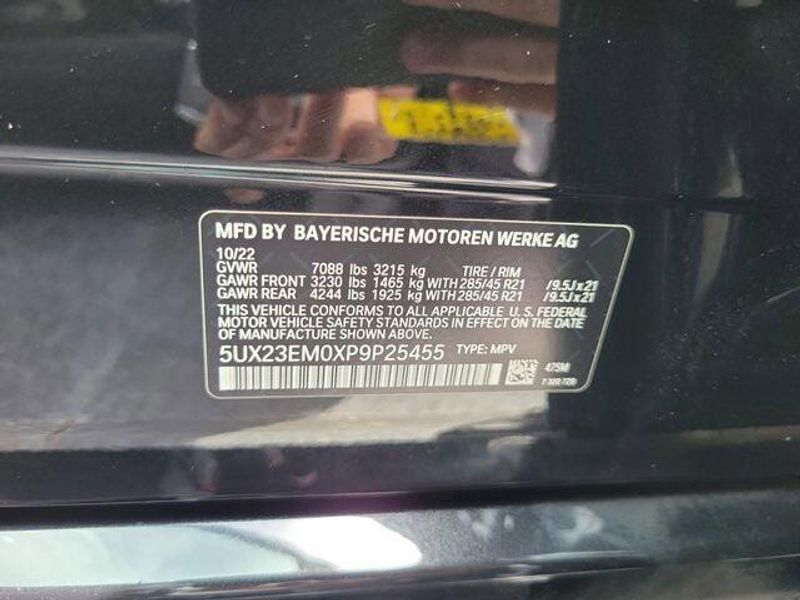 MFD BY BAYERISCHE MOTOREN WERKE AG
10/22
GVWR 7088 lbs 3215 kg TIRE / RIM
GAWR FRONT 3230 lbs 1465 kg WITH 285/45 R21 /9.5Jx21
GAWR REAR 4244 lbs 1925 kg WITH 285/45 R21 /9.5Jx21
THIS VEHICLE CONFORMS TO ALL APPLICABLE U. S. FEDERAL
MOTOR VEHICLE SAFETY STANDARDS IN EFFECT ON THE DATE
OF MANUFACTURE SHOWN ABOVE.
5UX23EM0XP9P25455 TYPE: MPV
475M